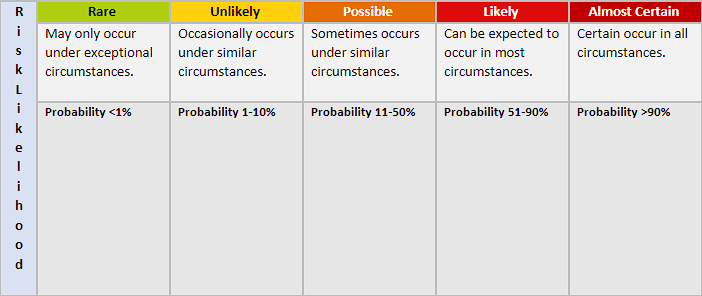 Risk Likelihood
Rare
Unlikely
Possible
Likely
Almost Certain
May only occur
under exceptional
circumstances.
Occasionally occurs
under similar
circumstances.
Sometimes occurs
under similar
circumstances.
Can be expected to
occur in most
circumstances.
Certain occur in all
circumstances.
Probability <1%
Probability 1-10%
Probability 11-50%
Probability 51-90%
Probability >90%